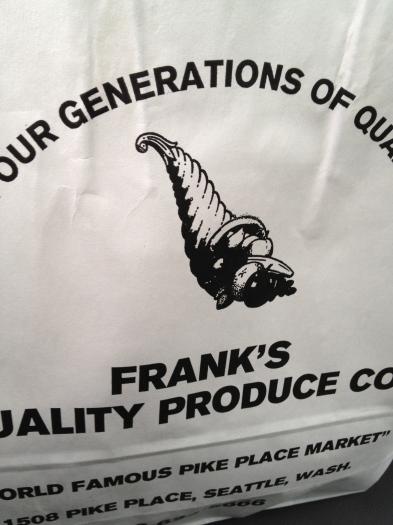 OUR GENERATIONS OF QUA
FRANK'S
UALITY PRODUCE CO
ORLD FAMOUS PIKE PLACE MARKET"
1508 PIKE PLACE, SEATTLE, WASH.